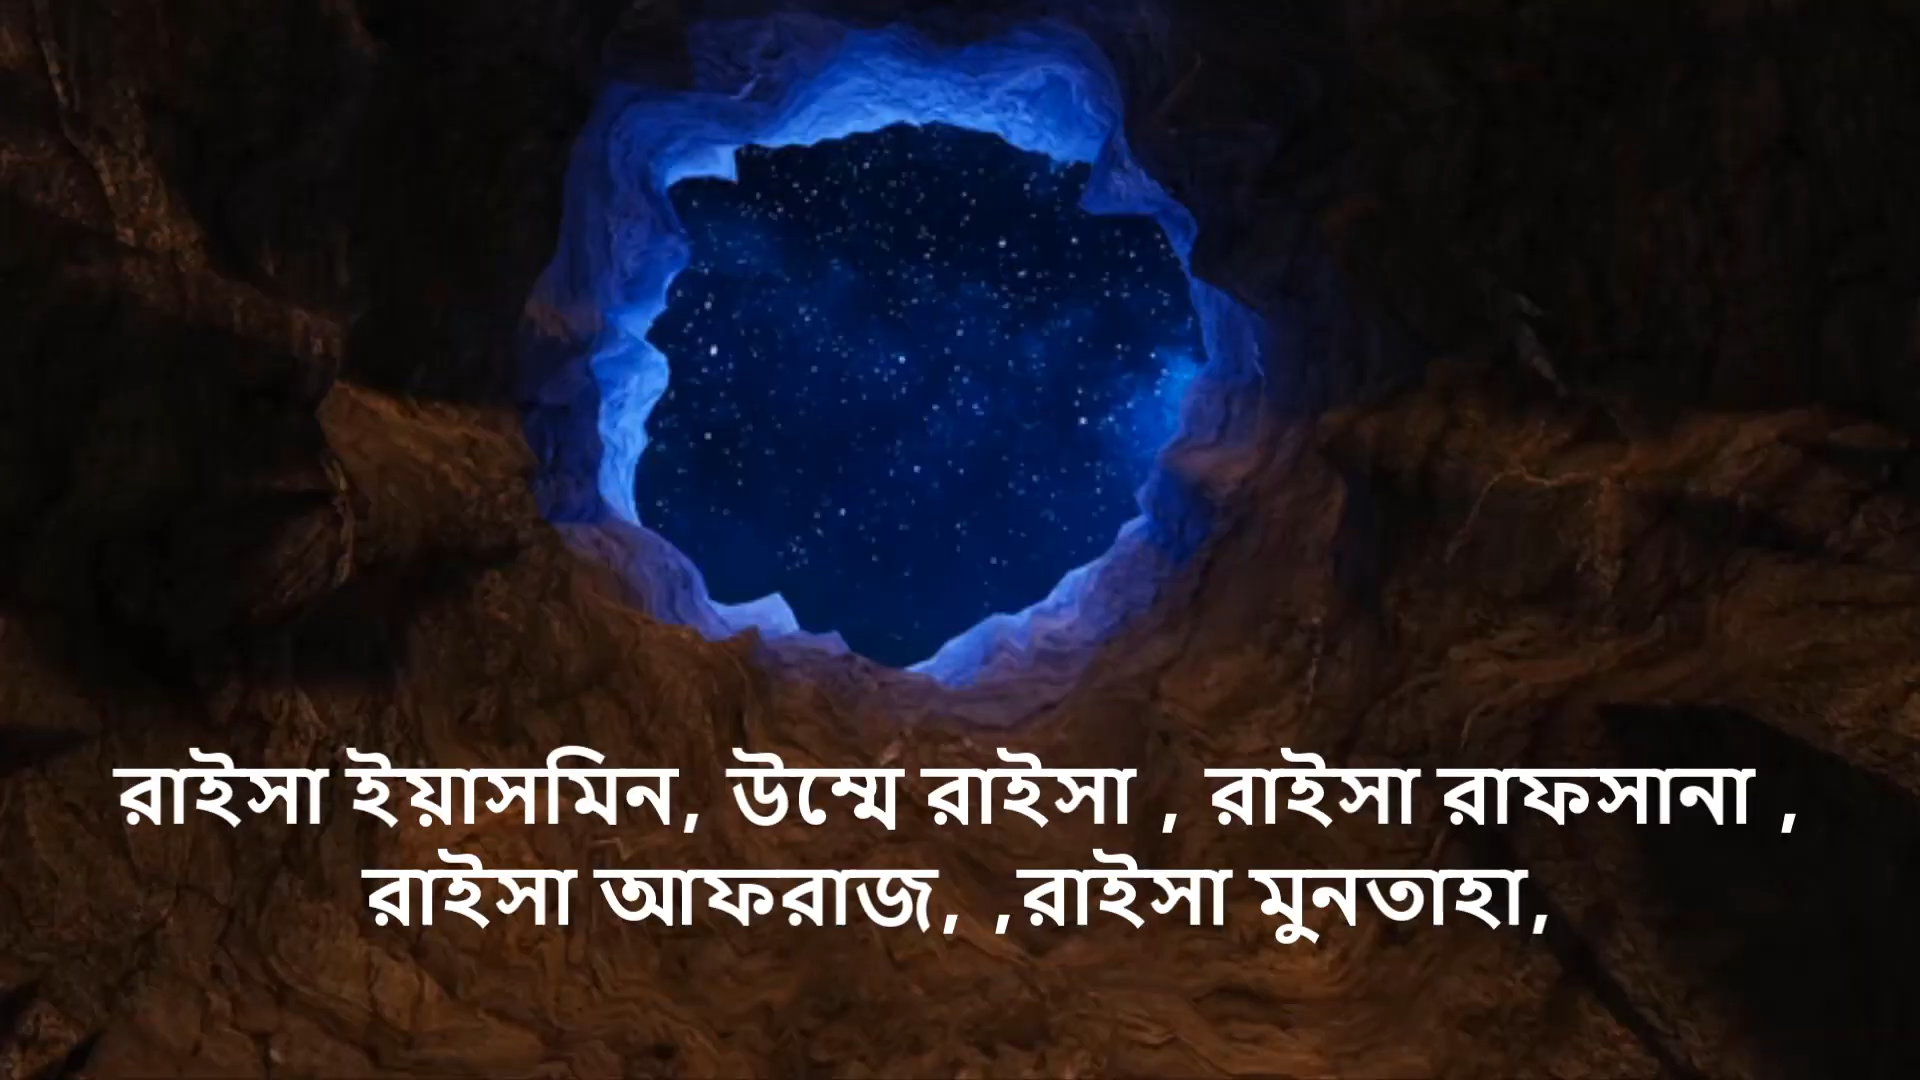 রাইসা ইয়াসমিন, উম্মে রাইসা , রাইসা রাফসানা ,
রাইসা আফরাজ, ,রাইসা মুনতাহা,